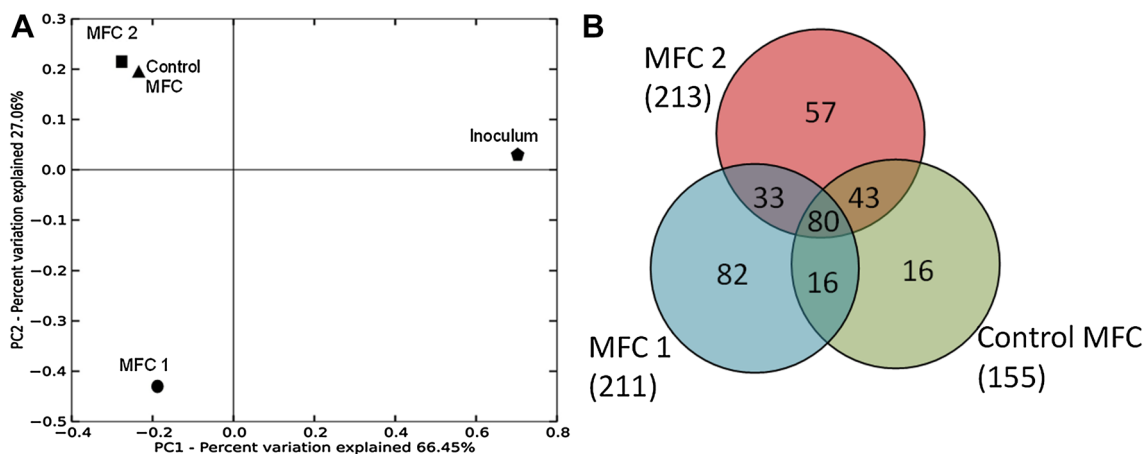 A
0.3
0.2
0.1
0.0
−0.1
−0.2
−0.3
−0.4
−0.5
−0.4
−0.2
0.0
0.2
0.4
0.6
0.8
PC2 - Percent variation explained 27.06%
PC1 - Percent variation explained 66.45%
MFC 2
Control
MFC
Inoculum
MFC 1
B
MFC 2
(213)
57
33
43
80
82
16
16
MFC 1
(211)
Control MFC
(155)